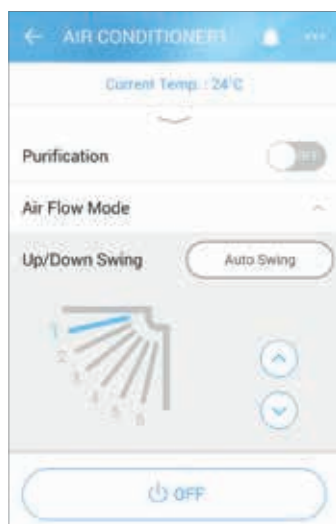 AIR CONDITIONER1
Current Temp. : 24°C
Purification
Air Flow Mode
Up/Down Swing
Auto Swing
1
2
3
4
5
6
OFF